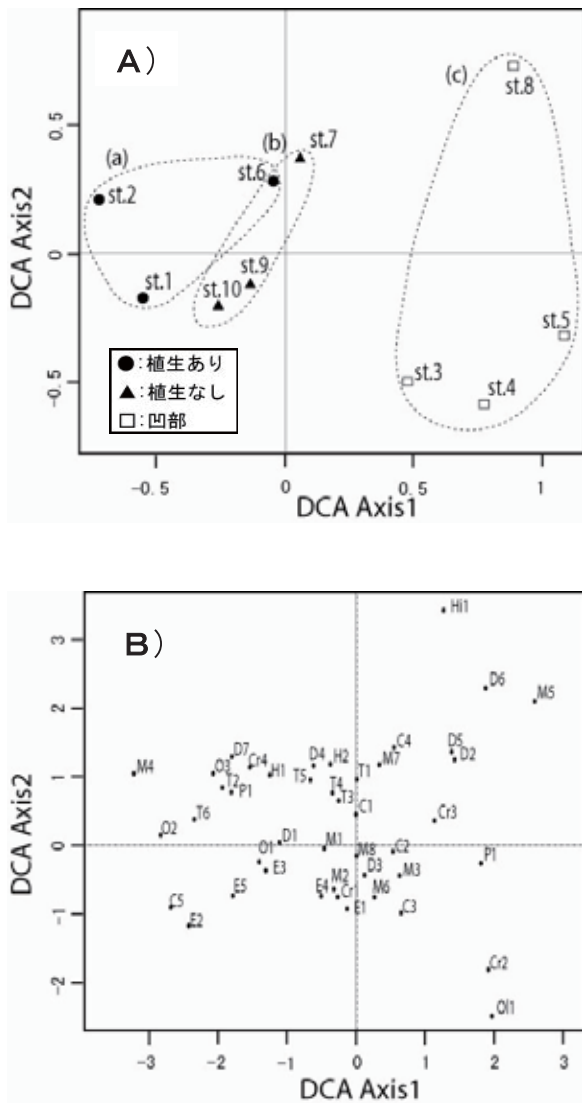 A)
(c)
st.8
0.5
(a)
(b)
st.7
st.6
st.2
DCA Axis2
0
st.1
st.9
st.10
st.5
-0.5
●:植生あり
▲:植生なし
□:凹部
st.3
st.4
-0.5
0
0.5
1
DCA Axis1
B)
Hi1
3
D6
M5
2
D7
Cr4
D4
H2
C4
D5
D2
M4
O3
H1
T5
T1
M7
1
T2
P1
T4
T3
C1
Cr3
T6
O2
DCA Axis2
0
O1
D1
M1
M8
C2
P1
E3
D3
M3
E5
E4
M2
Cr1
M6
C5
E2
E1
C3
-1
Cr2
-2
Ol1
-3
-2
-1
0
1
2
3
DCA Axis1